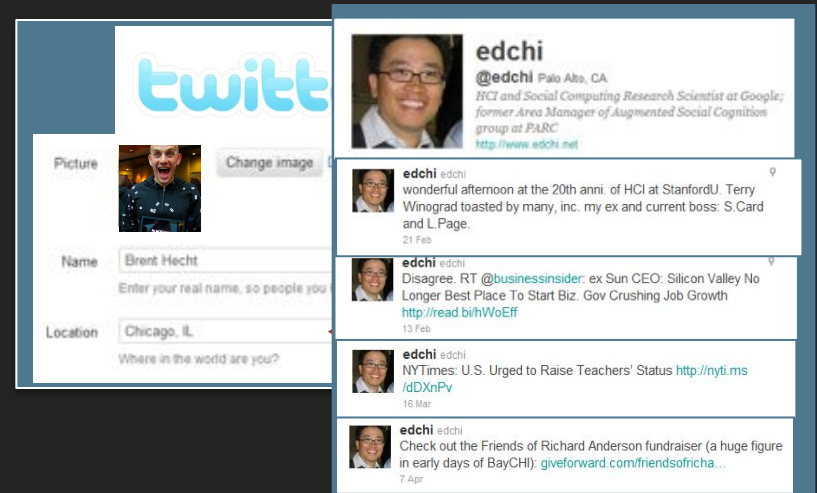 twitt
Picture
Change image
Name
Brent Hecht
Enter your real name, so people you
Location
Chicago, IL
Where in the world are you?
edchi
@edchi Palo Alto, CA
HCI and Social Computing Research Scientist at Google;
former Area Manager of Augmented Social Cognition
group at PARC
http://www.edchi.net
edchi edchi
wonderful afternoon at the 20th anni. of HCI at StanfordU. Terry
Winograd toasted by many, inc. my ex and current boss: S.Card
and L.Page.
21 Feb
edchi edchi
Disagree. RT @businessinsider: ex Sun CEO: Silicon Valley No
Longer Best Place To Start Biz. Gov Crushing Job Growth
http://read.bi/hWoEff
13 Feb
edchi edchi
NYTimes: U.S. Urged to Raise Teachers' Status http://nyti.ms
/dDXnPv
16 Mar
edchi edchi
Check out the Friends of Richard Anderson fundraiser (a huge figure
in early days of BayCHI): giveforward.com/friendsofricha...
7 Apr